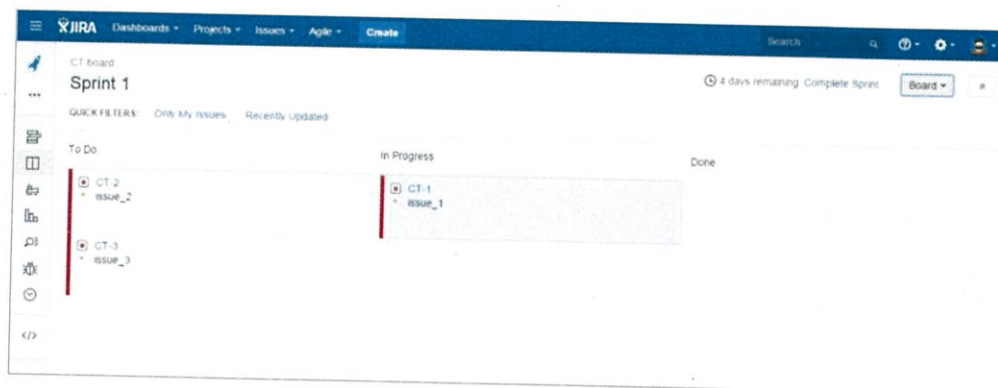 JIRA Dashboards Projects Issues Agile Create Search
CT board
Sprint 1
4 days remaining Complete Sprint Board
QUICK FILTERS: Only My Issues Recently Updated
To Do In Progress Done
CT-2
issue_2
CT-1
issue_1
CT-3
issue_3